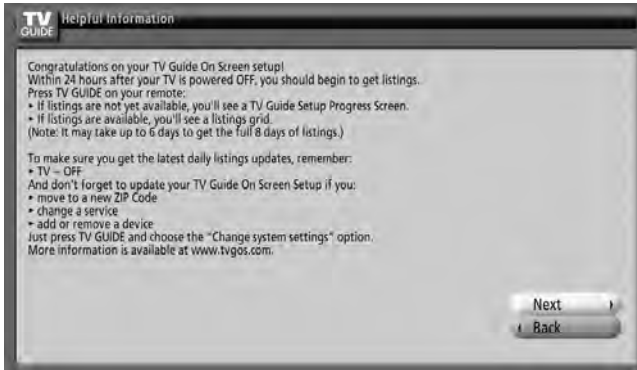 TV
GUIDE
Helpful Information
Congratulations on your TV Guide On Screen setup!
Within 24 hours after your TV is powered OFF, you should begin to get listings.
Press TV GUIDE on your remote:
• If listings are not yet available, you'll see a TV Guide Setup Progress Screen.
• If listings are available, you'll see a listings grid.
(Note: It may take up to 6 days to get the full 8 days of listings.)
To make sure you get the latest daily listings updates, remember:
• TV – OFF
And don't forget to update your TV Guide On Screen Setup if you:
• move to a new ZIP Code
• change a service
• add or remove a device
Just press TV GUIDE and choose the "Change system settings" option.
More information is available at www.tvgos.com.
Next
Back